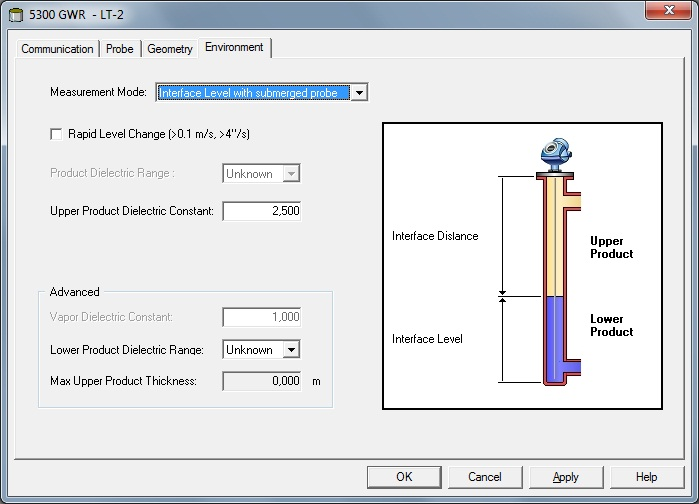 5300 GWR - LT-2
Communication Probe Geometry Environment
Measurement Mode: Interface Level with submerged probe
Rapid Level Change (>0.1 m/s, >4"/s)
Product Dielectric Range : Unknown
Upper Product Dielectric Constant: 2,500
Advanced
Vapor Dielectric Constant: 1,000
Lower Product Dielectric Range: Unknown
Max Upper Product Thickness: 0,000 m
Interface Distance
Upper
Product
Lower
Product
Interface Level
OK Cancel Apply Help